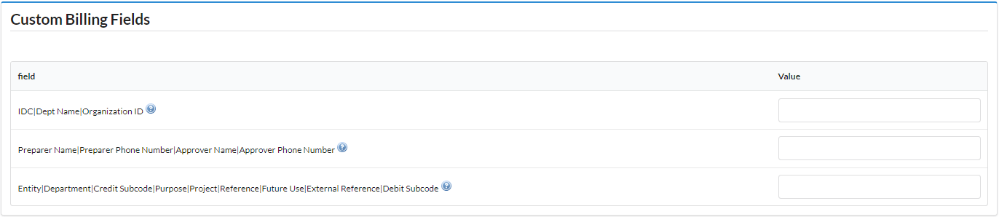 Custom Billing Fields
field Value
IDC|Dept Name|Organization ID
Preparer Name|Preparer Phone Number|Approver Name|Approver Phone Number
Entity|Department|Credit Subcode|Purpose|Project|Reference|Future Use|External Reference|Debit Subcode